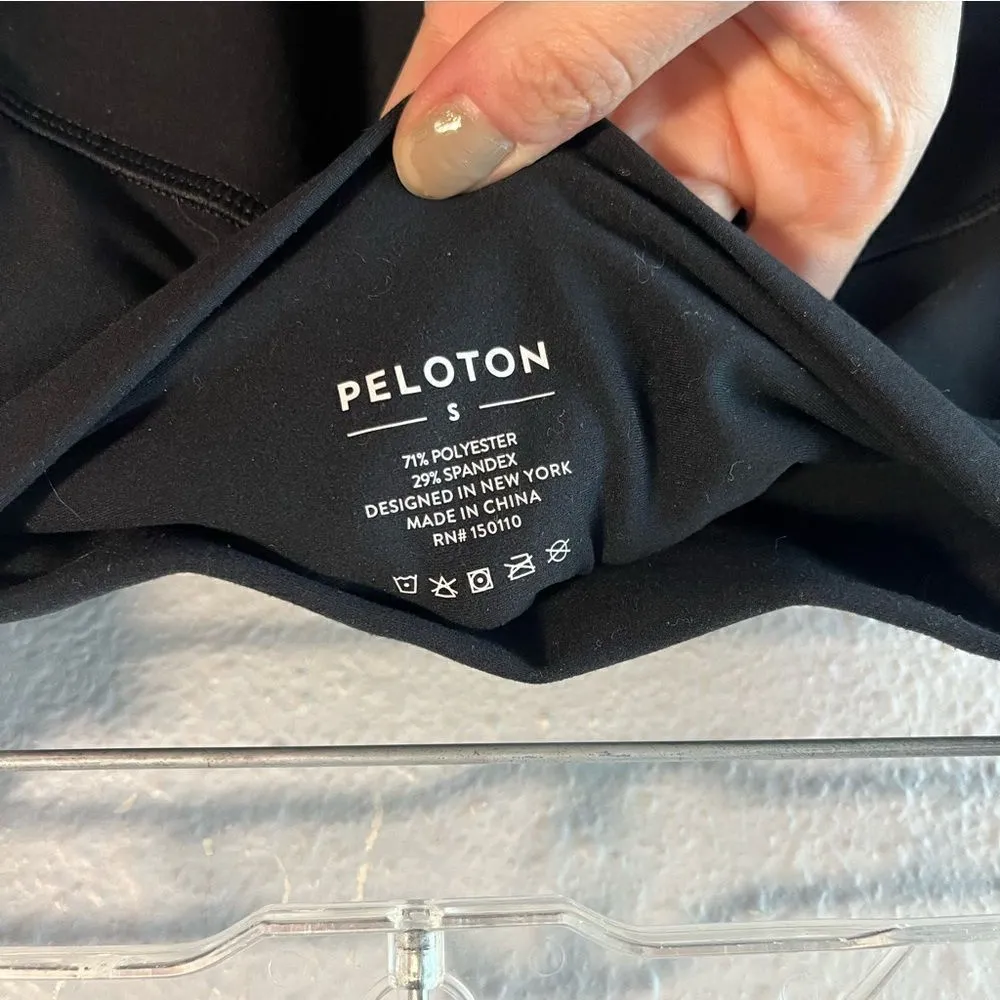 PELOTON
S
71% POLYESTER
29% SPANDEX
DESIGNED IN NEW YORK
MADE IN CHINA
RN# 150110